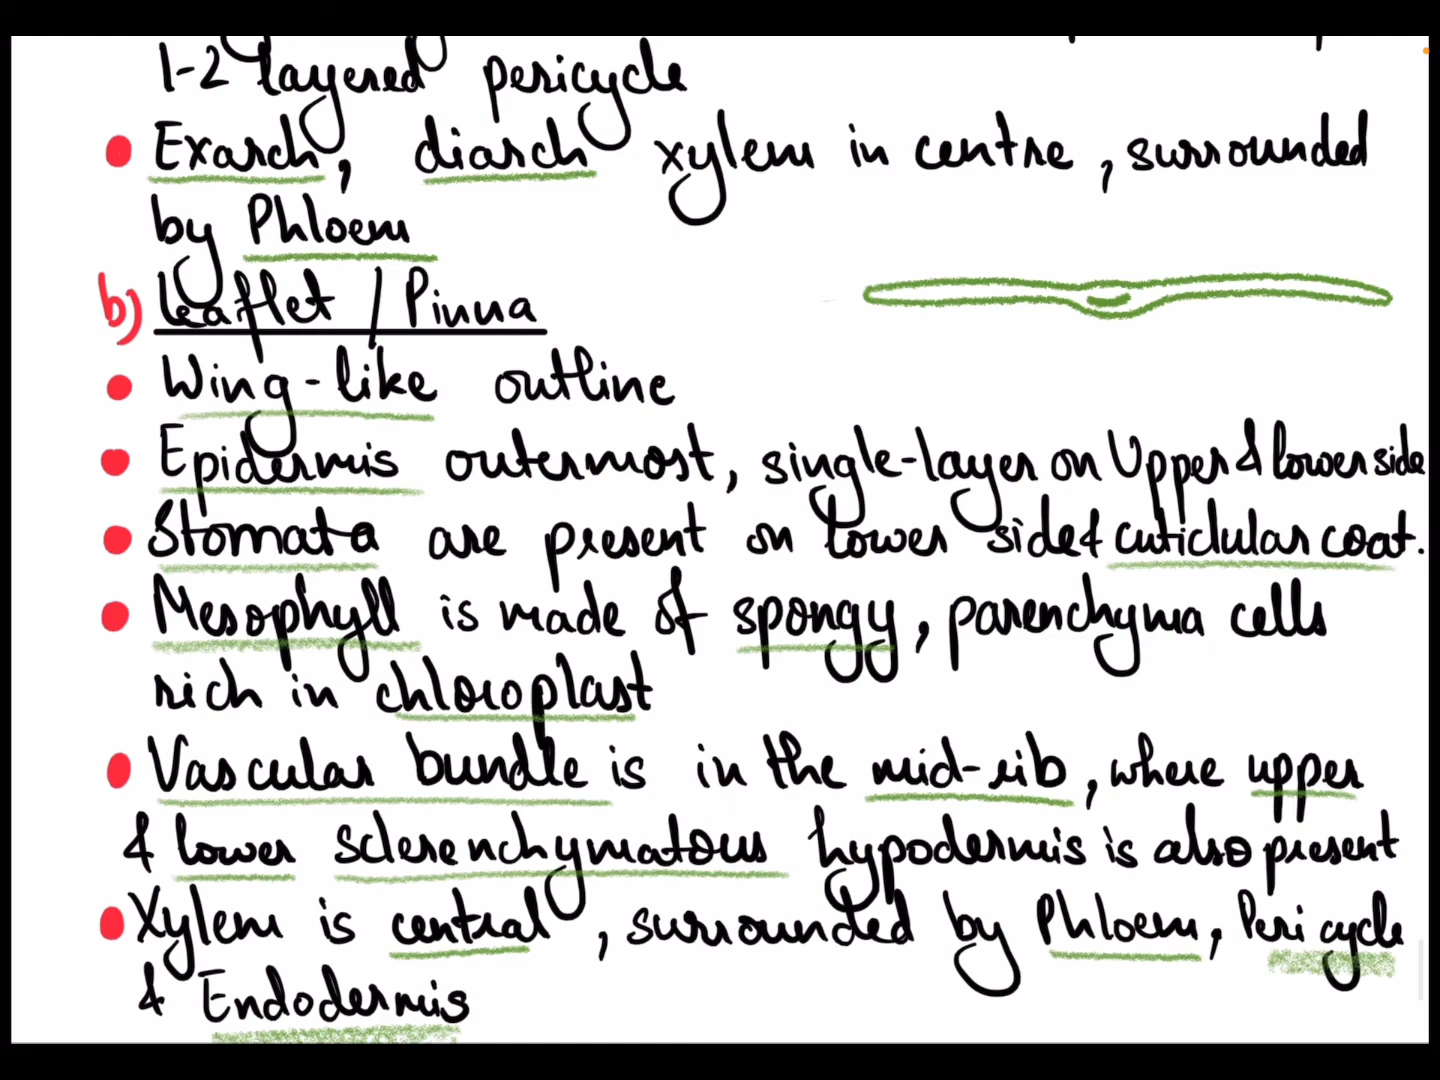 1-2 layered pericycle
Exarch, diarch xylem in centre, surrounded
by Phloem
b) Leaflet / Pinna
Wing-like outline
Epidermis outermost, single-layer on Upper & lower side
Stomata are present on lower side & cuticlular coat.
Mesophyll is made of spongy, parenchyma cells
rich in chloroplast
Vascular bundle is in the mid-rib, where upper
& lower sclerenchymatous hypodermis is also present
Xylem is central, surrounded by Phloem, Pericycle
& Endodermis